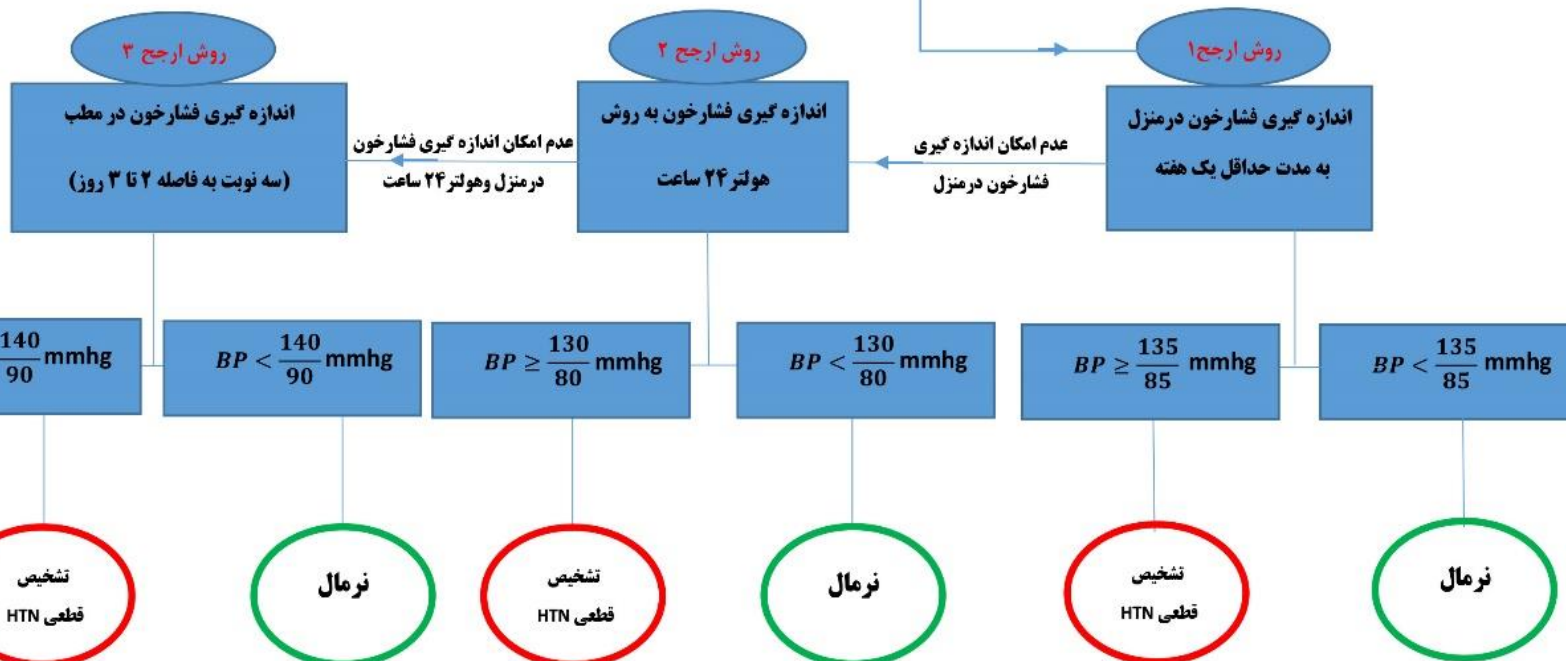 روش ارجح۱
اندازه گیری فشارخون درمنزل
به مدت حداقل یک هفته
عدم امکان اندازه گیری
فشارخون درمنزل
روش ارجح ۲
اندازه گیری فشارخون به روش
هولتر۲۴ ساعت
عدم امکان اندازه گیری فشارخون
درمنزل وهولتر۲۴ ساعت
روش ارجح ۳
اندازه گیری فشارخون در مطب
(سه نوبت به فاصله ۲ تا ۳ روز)
BP < 135/85 mmhg
BP ≥ 135/85 mmhg
BP < 130/80 mmhg
BP ≥ 130/80 mmhg
BP < 140/90 mmhg
140/90 mmhg
نرمال
تشخیص
قطعی HTN
نرمال
تشخیص
قطعی HTN
نرمال
تشخیص
قطعی HTN